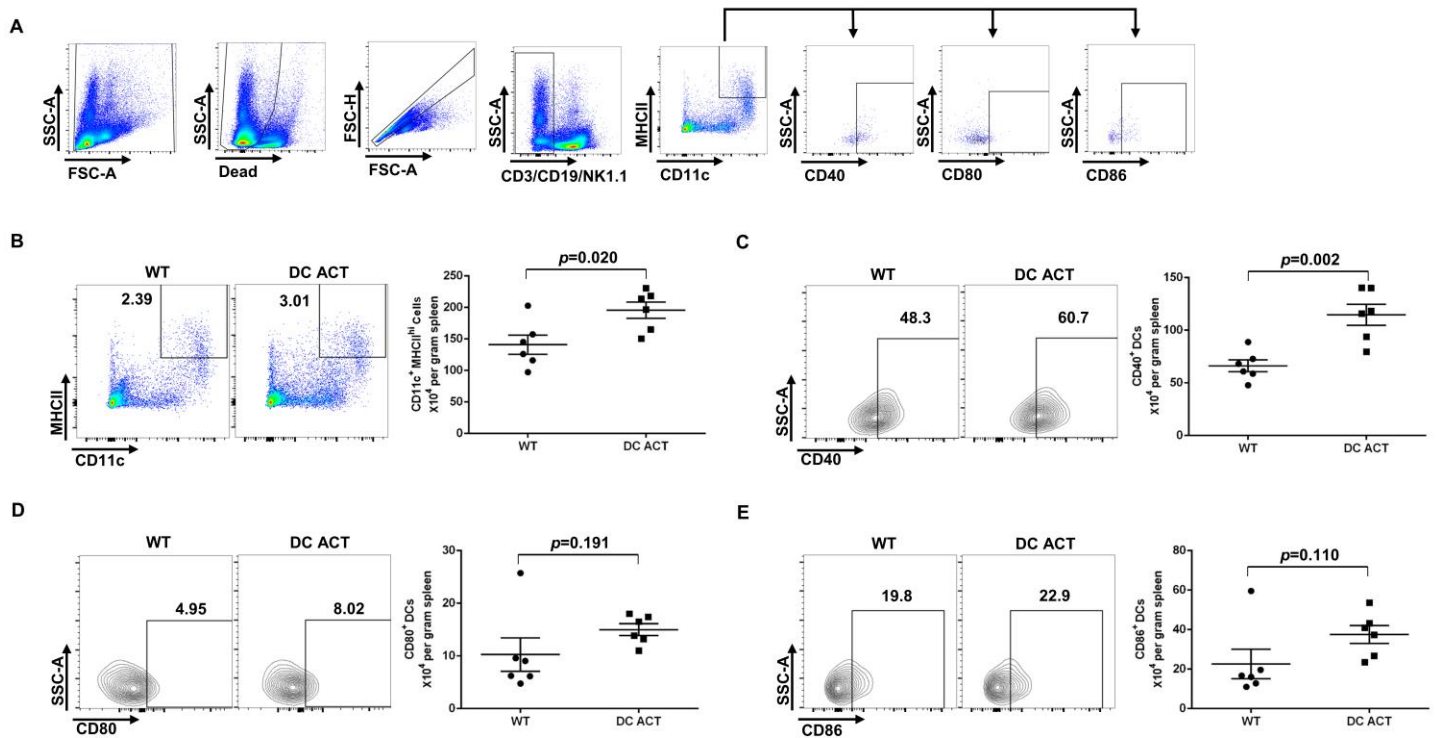 A
SSC-A
FSC-A
SSC-A
Dead
FSC-H
FSC-A
SSC-A
CD3/CD19/NK1.1
MHCII
CD11c
SSC-A
CD40
SSC-A
CD80
SSC-A
CD86
B
WT
DC ACT
2.39
3.01
MHCII
CD11c
p=0.020
CD11c+ MHCIIhi Cells
X10⁴ per gram spleen
250
200
150
100
50
0
WT
DC ACT
C
WT
DC ACT
48.3
60.7
SSC-A
CD40
p=0.002
CD40+ DCs
X10⁴ per gram spleen
150
100
50
0
WT
DC ACT
D
WT
DC ACT
4.95
8.02
SSC-A
CD80
p=0.191
CD80+ DCs
X10⁴ per gram spleen
30
20
10
0
WT
DC ACT
E
WT
DC ACT
19.8
22.9
SSC-A
CD86
p=0.110
CD86+ DCs
X10⁴ per gram spleen
80
60
40
20
0
WT
DC ACT